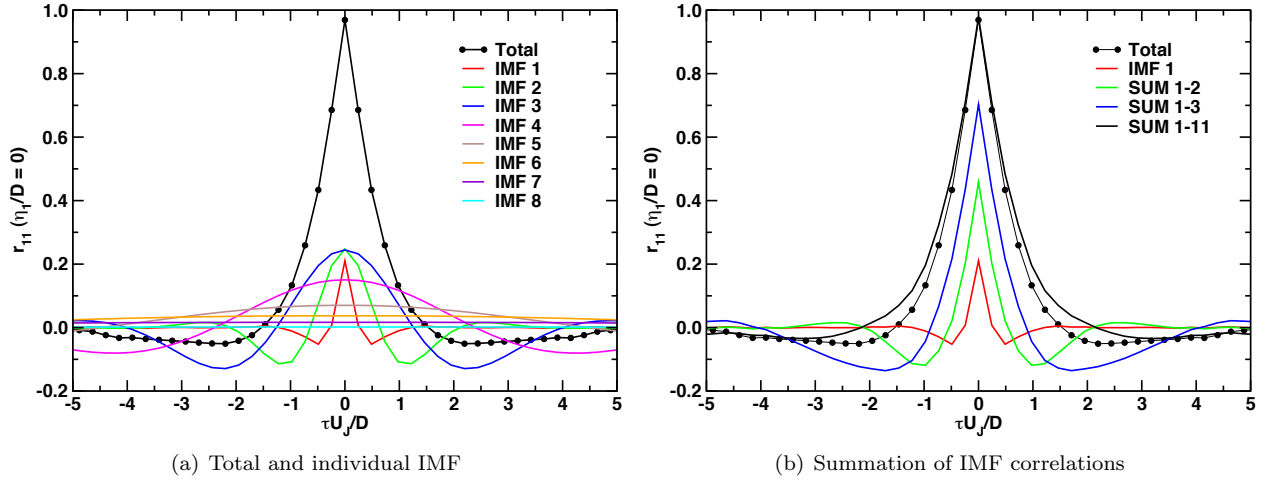 1.0
0.8
0.6
0.4
0.2
0.0
-0.2
r11 (η1/D = 0)
-5 -4 -3 -2 -1 0 1 2 3 4 5
τUJ/D
Total
IMF 1
IMF 2
IMF 3
IMF 4
IMF 5
IMF 6
IMF 7
IMF 8
(a) Total and individual IMF
1.0
0.8
0.6
0.4
0.2
0.0
-0.2
r11 (η1/D = 0)
-5 -4 -3 -2 -1 0 1 2 3 4 5
τUJ/D
Total
IMF 1
SUM 1-2
SUM 1-3
SUM 1-11
(b) Summation of IMF correlations